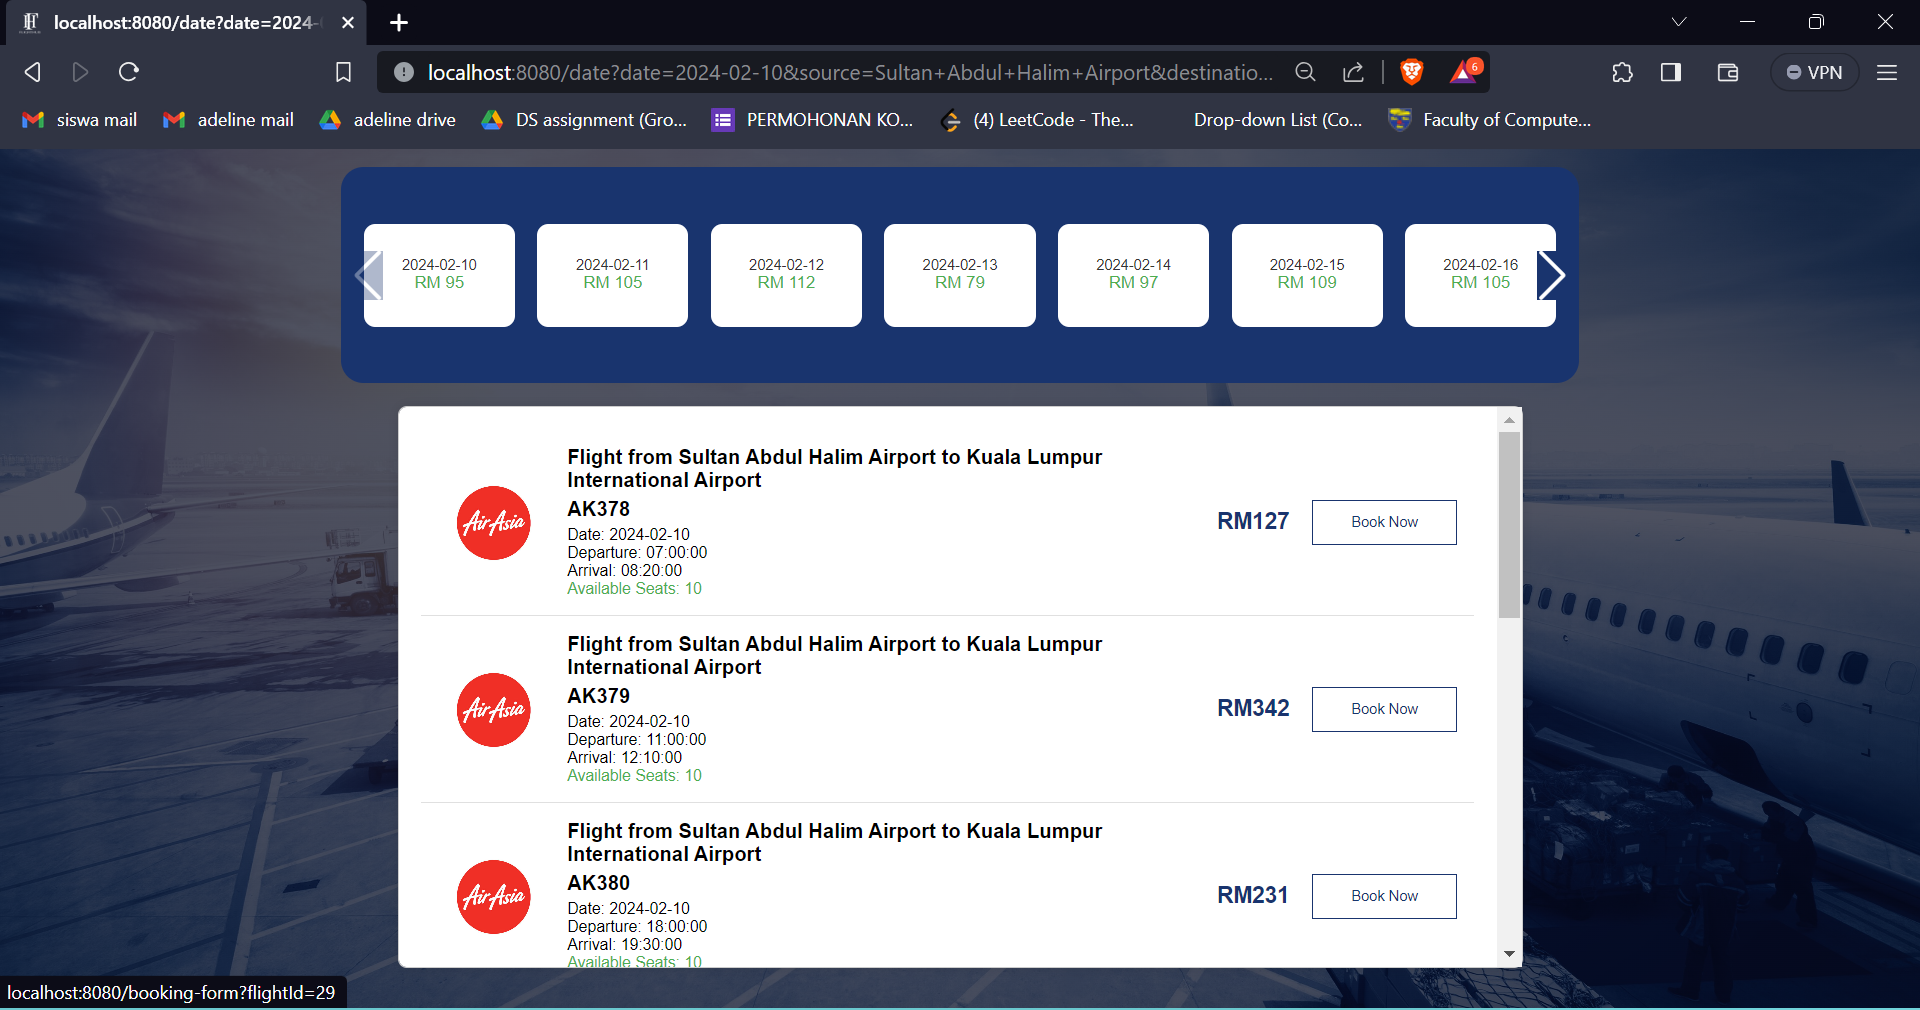 localhost:8080/date?date=2024-
localhost:8080/date?date=2024-02-10&source=Sultan+Abdul+Halim+Airport&destinatio...
6
VPN
siswa mail
adeline mail
adeline drive
DS assignment (Gro...
PERMOHONAN KO...
(4) LeetCode - The...
Drop-down List (Co...
Faculty of Compute...
2024-02-10
RM 95
2024-02-11
RM 105
2024-02-12
RM 112
2024-02-13
RM 79
2024-02-14
RM 97
2024-02-15
RM 109
2024-02-16
RM 105
Flight from Sultan Abdul Halim Airport to Kuala Lumpur
International Airport
AirAsia
AK378
Date: 2024-02-10
Departure: 07:00:00
Arrival: 08:20:00
Available Seats: 10
RM127
Book Now
Flight from Sultan Abdul Halim Airport to Kuala Lumpur
International Airport
AirAsia
AK379
Date: 2024-02-10
Departure: 11:00:00
Arrival: 12:10:00
Available Seats: 10
RM342
Book Now
Flight from Sultan Abdul Halim Airport to Kuala Lumpur
International Airport
AirAsia
AK380
Date: 2024-02-10
Departure: 18:00:00
Arrival: 19:30:00
Available Seats: 10
RM231
Book Now
localhost:8080/booking-form?flightId=29